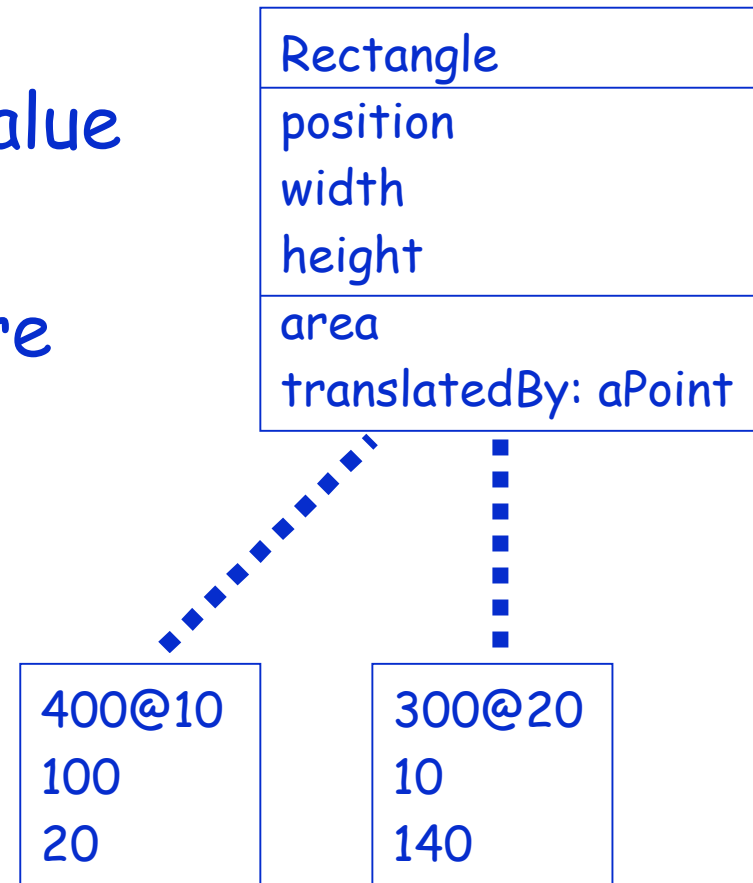 alue
re
Rectangle
position
width
height
area
translatedBy: aPoint
400@10
100
20
300@20
10
140